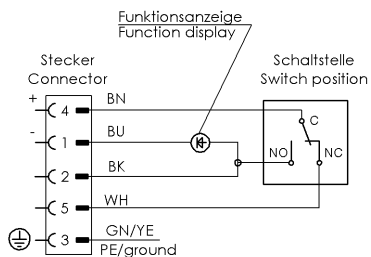 Funktionsanzeige
Function display
Stecker
Connector
Schaltstelle
Switch position
+
4
BN
C
-
1
BU
NO
NC
2
BK
5
WH
3
GN/YE
PE/ground